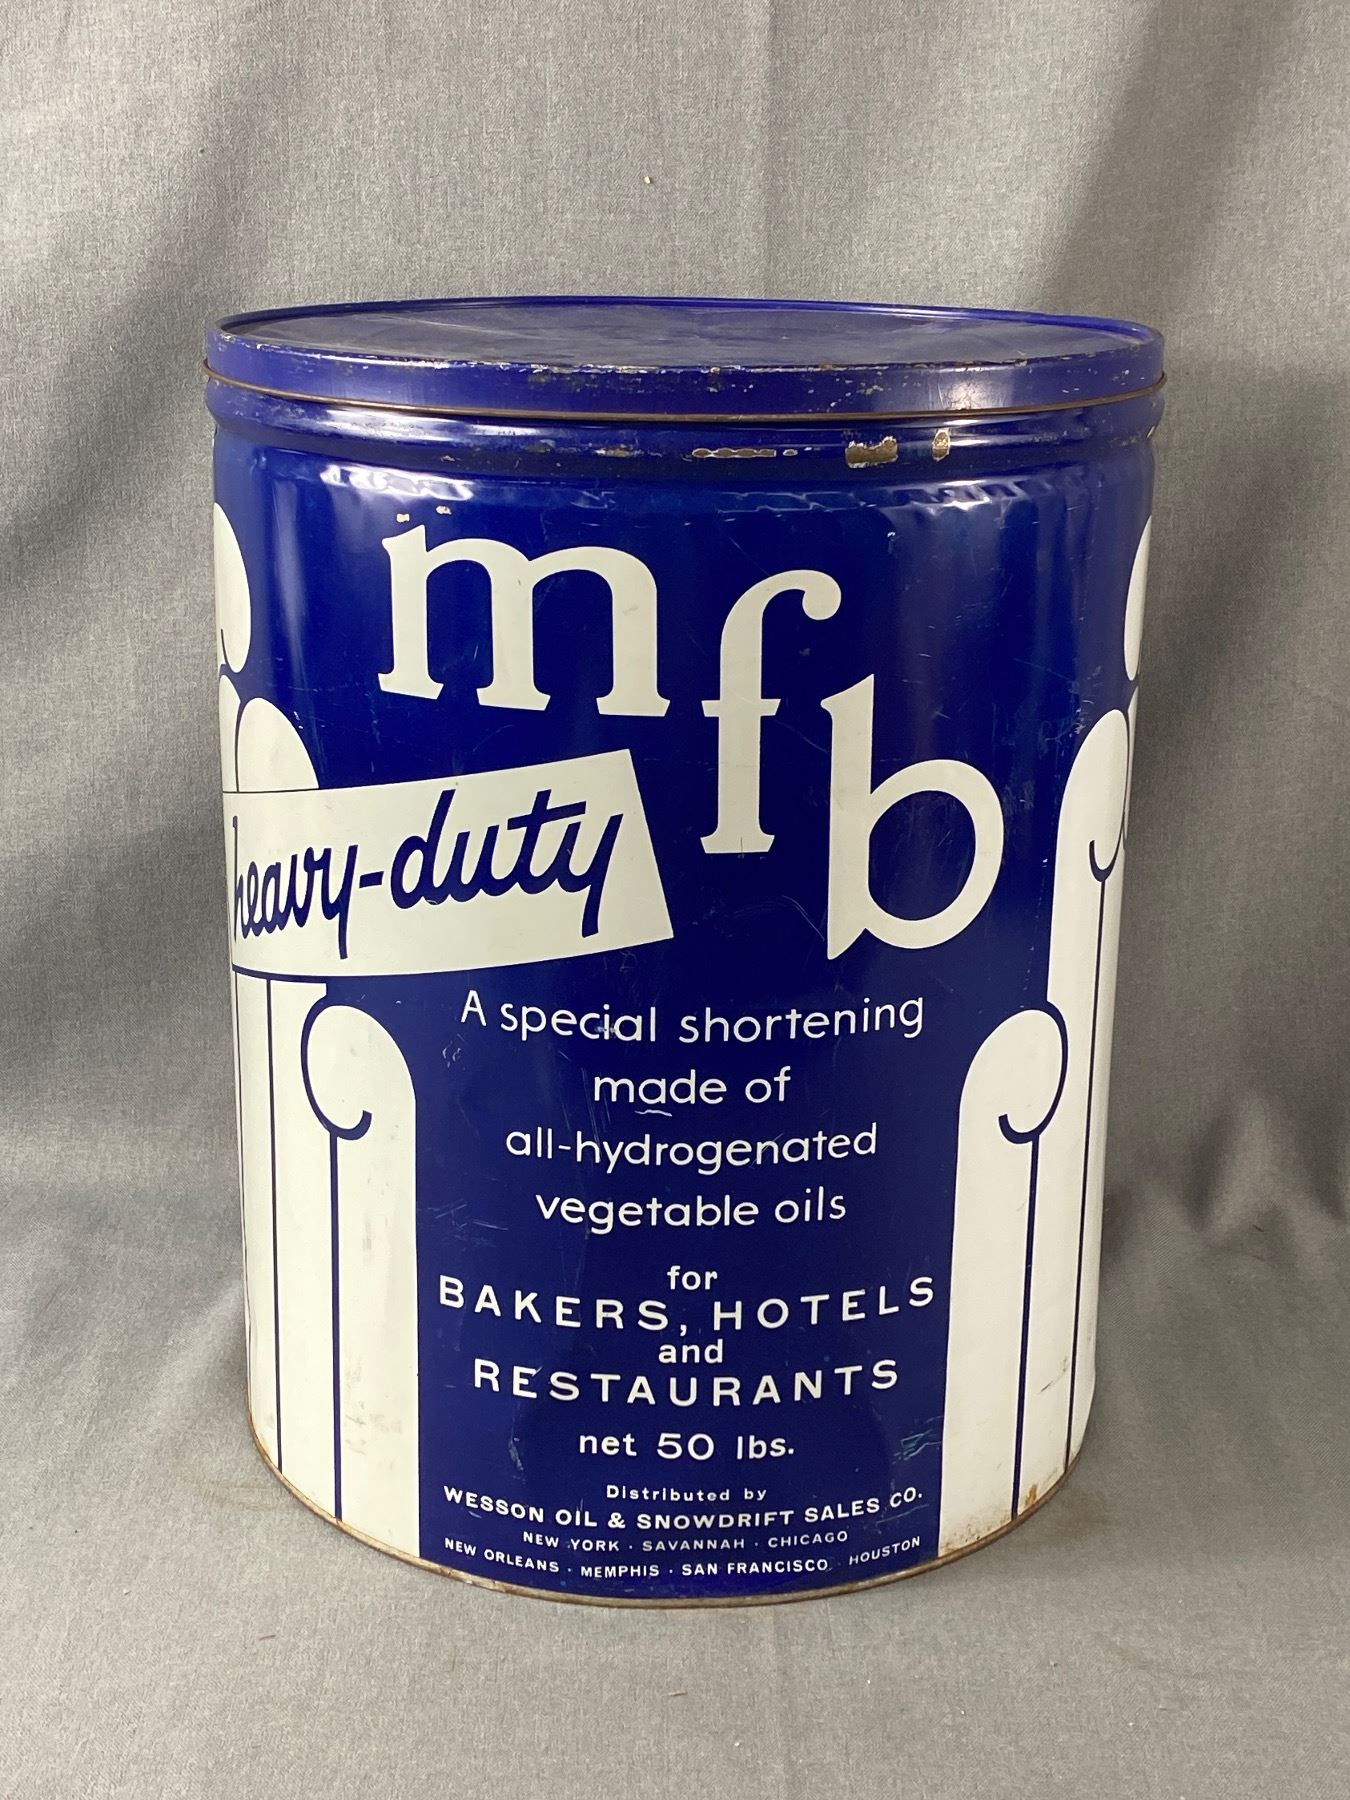 mfb
heavy-duty
A special shortening
made of
all-hydrogenated
vegetable oils
for
BAKERS, HOTELS
and
RESTAURANTS
net 50 lbs.
Distributed by
WESSON OIL & SNOWDRIFT SALES CO.
NEW YORK · SAVANNAH · CHICAGO
NEW ORLEANS · MEMPHIS · SAN FRANCISCO HOUSTON